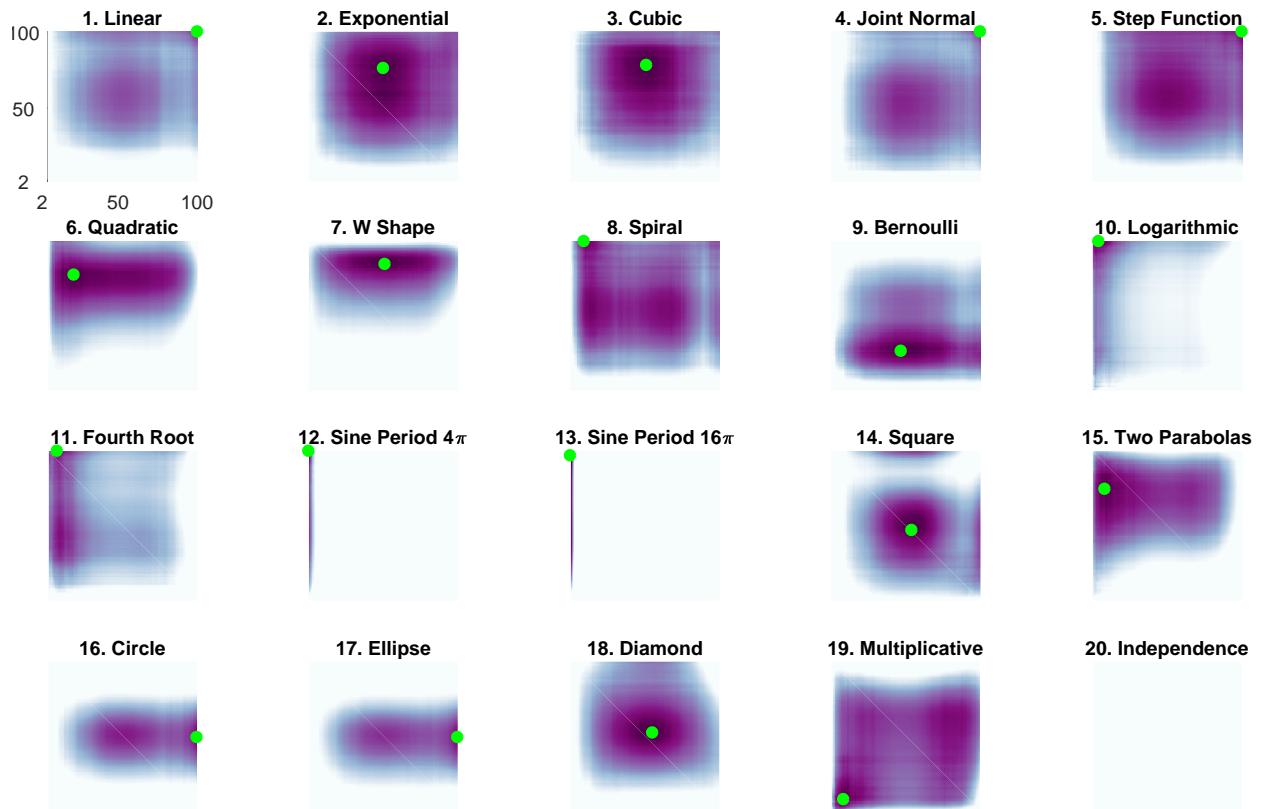 1. Linear
2. Exponential
3. Cubic
4. Joint Normal
5. Step Function
100
50
2
2 50 100
6. Quadratic
7. W Shape
8. Spiral
9. Bernoulli
10. Logarithmic
11. Fourth Root
12. Sine Period 4π
13. Sine Period 16π
14. Square
15. Two Parabolas
16. Circle
17. Ellipse
18. Diamond
19. Multiplicative
20. Independence